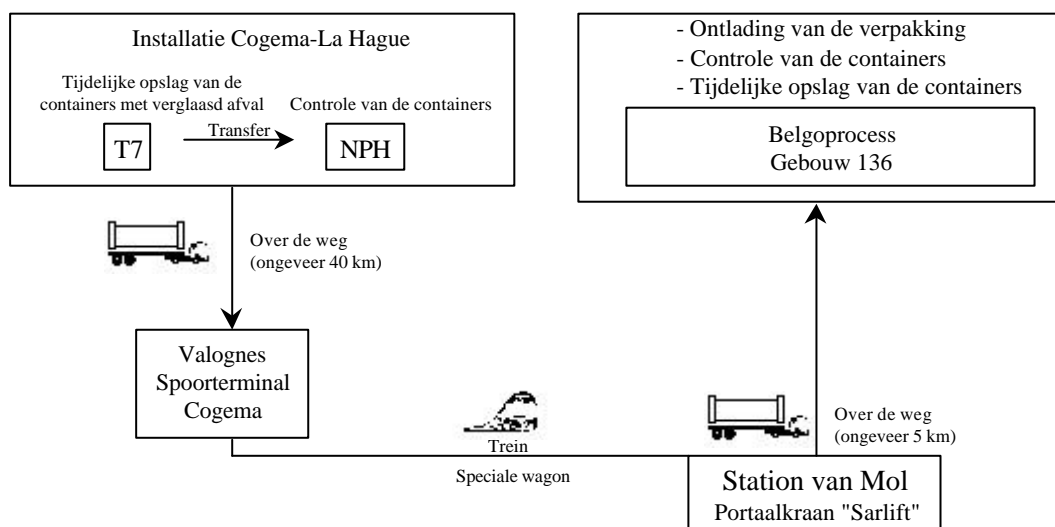 Installatie Cogema-La Hague
Tijdelijke opslag van de
containers met verglaasd afval
Controle van de containers
T7
Transfer
NPH
- Ontlading van de verpakking
- Controle van de containers
- Tijdelijke opslag van de containers
Belgoprocess
Gebouw 136
Over de weg
(ongeveer 40 km)
Valognes
Spoorterminal
Cogema
Trein
Speciale wagon
Over de weg
(ongeveer 5 km)
Station van Mol
Portaalkraan "Sarlift"